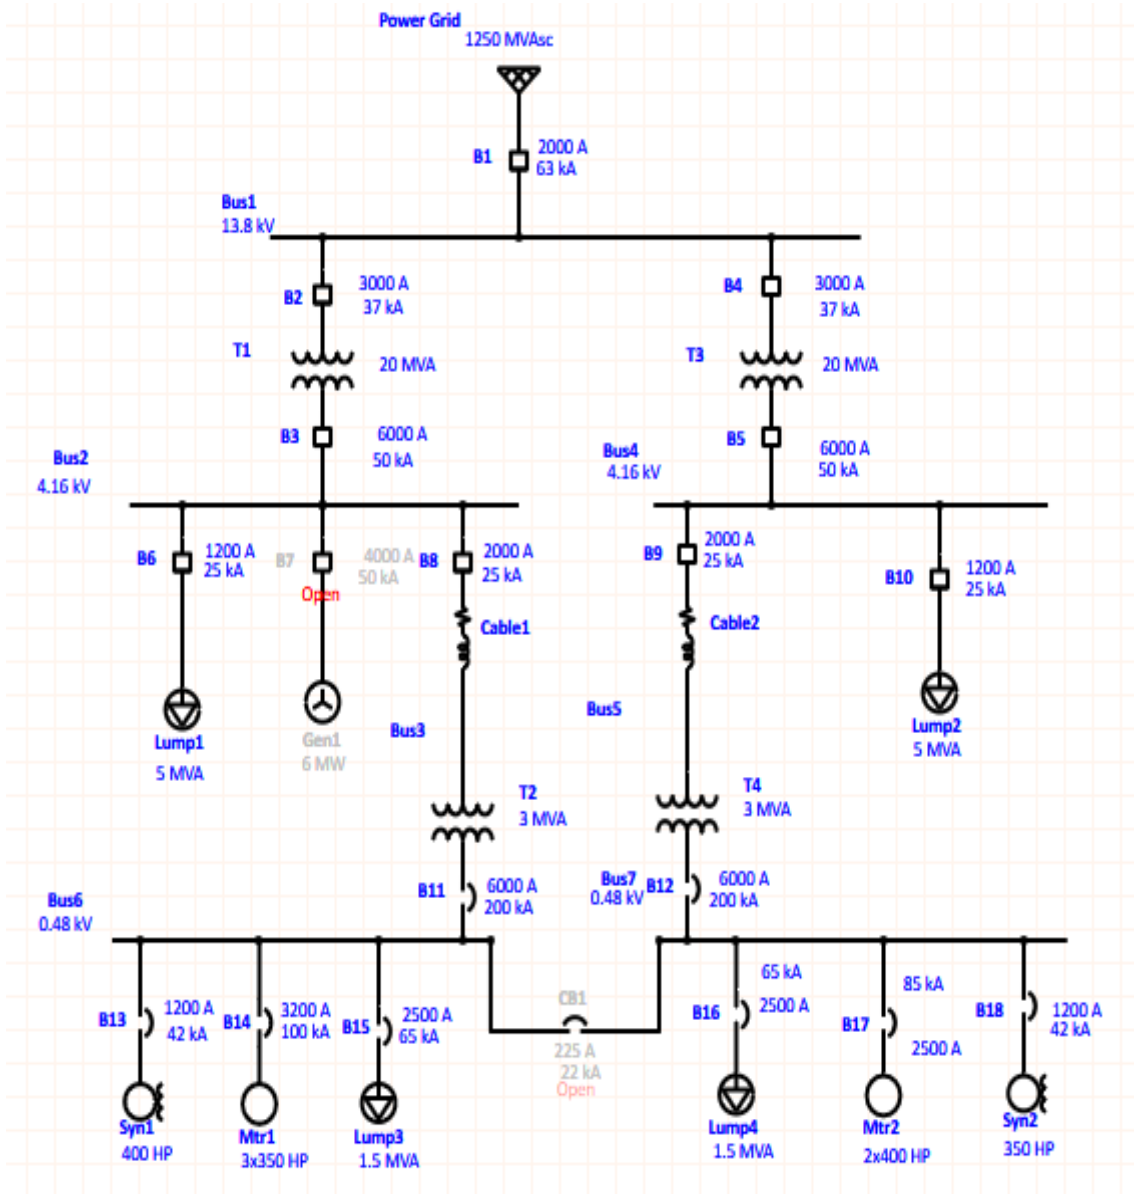 Power Grid
1250 MVAsc
B1
2000 A
63 kA
Bus1
13.8 kV
B2
3000 A
37 kA
B4
3000 A
37 kA
T1
20 MVA
T3
20 MVA
B3
6000 A
50 kA
B5
6000 A
50 kA
Bus2
4.16 kV
Bus4
4.16 kV
B6
1200 A
25 kA
B7
4000 A
50 kA
Open
B8
2000 A
25 kA
B9
2000 A
25 kA
B10
1200 A
25 kA
Cable1
Cable2
Lump1
5 MVA
Gen1
6 MW
Bus3
Bus5
Lump2
5 MVA
T2
3 MVA
T4
3 MVA
B11
6000 A
200 kA
Bus7
0.48 kV
B12
6000 A
200 kA
Bus6
0.48 kV
B13
1200 A
42 kA
B14
3200 A
100 kA
B15
2500 A
65 kA
CB1
225 A
22 kA
Open
65 kA
B16
2500 A
85 kA
B17
2500 A
B18
1200 A
42 kA
Syn1
400 HP
Mtr1
3x350 HP
Lump3
1.5 MVA
Lump4
1.5 MVA
Mtr2
2x400 HP
Syn2
350 HP